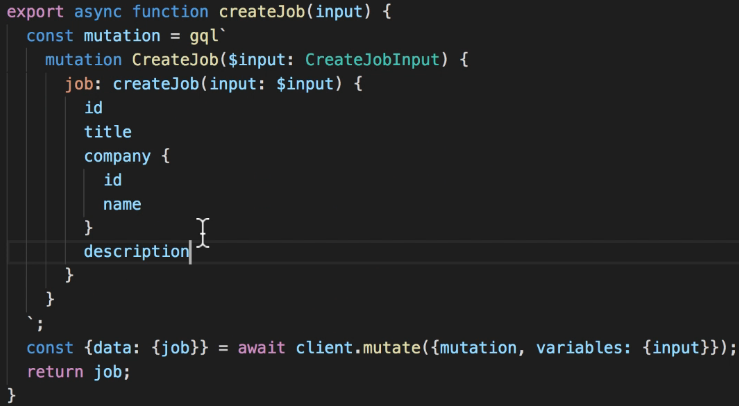 export async function createJob(input) {
  const mutation = gql`
    mutation CreateJob($input: CreateJobInput) {
      job: createJob(input: $input) {
        id
        title
        company {
          id
          name
        }
        description
      }
    }
  `;
  const {data: {job}} = await client.mutate({mutation, variables: {input}});
  return job;
}